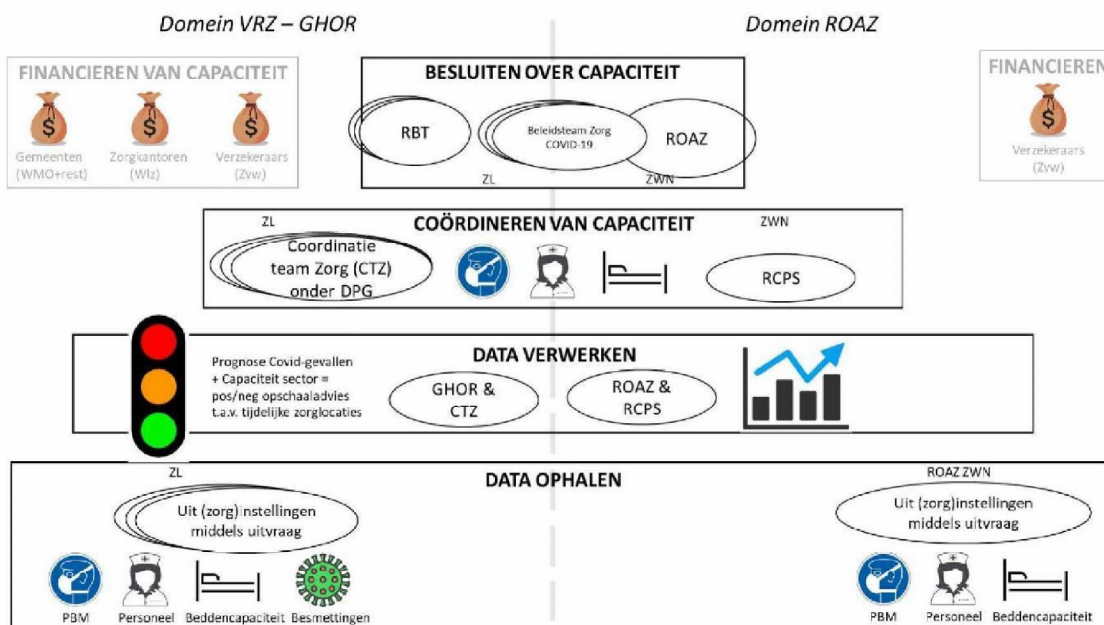 Domein VRZ – GHOR
Domein ROAZ
FINANCIEREN VAN CAPACITEIT
$
$
$
Gemeenten
(WMO+rest)
Zorgkantoren
(Wlz)
Verzekeraars
(Zvw)
BESLUITEN OVER CAPACITEIT
RBT
Beleidsteam Zorg
COVID-19
ROAZ
ZL
ZWN
FINANCIEREN
$
Verzekeraars
(Zvw)
ZL
COÖRDINEREN VAN CAPACITEIT
ZWN
Coordinatie
team Zorg (CTZ)
onder DPG
RCPS
DATA VERWERKEN
Prognose Covid-gevallen
+ Capaciteit sector =
pos/neg opschaaladvies
t.a.v. tijdelijke zorglocaties
GHOR &
CTZ
ROAZ &
RCPS
ZL
DATA OPHALEN
ROAZ ZWN
Uit (zorg)instellingen
middels uitvraag
Uit (zorg)instellingen
middels uitvraag
PBM
Personeel
Beddencapaciteit
Besmettingen
PBM
Personeel
Beddencapaciteit